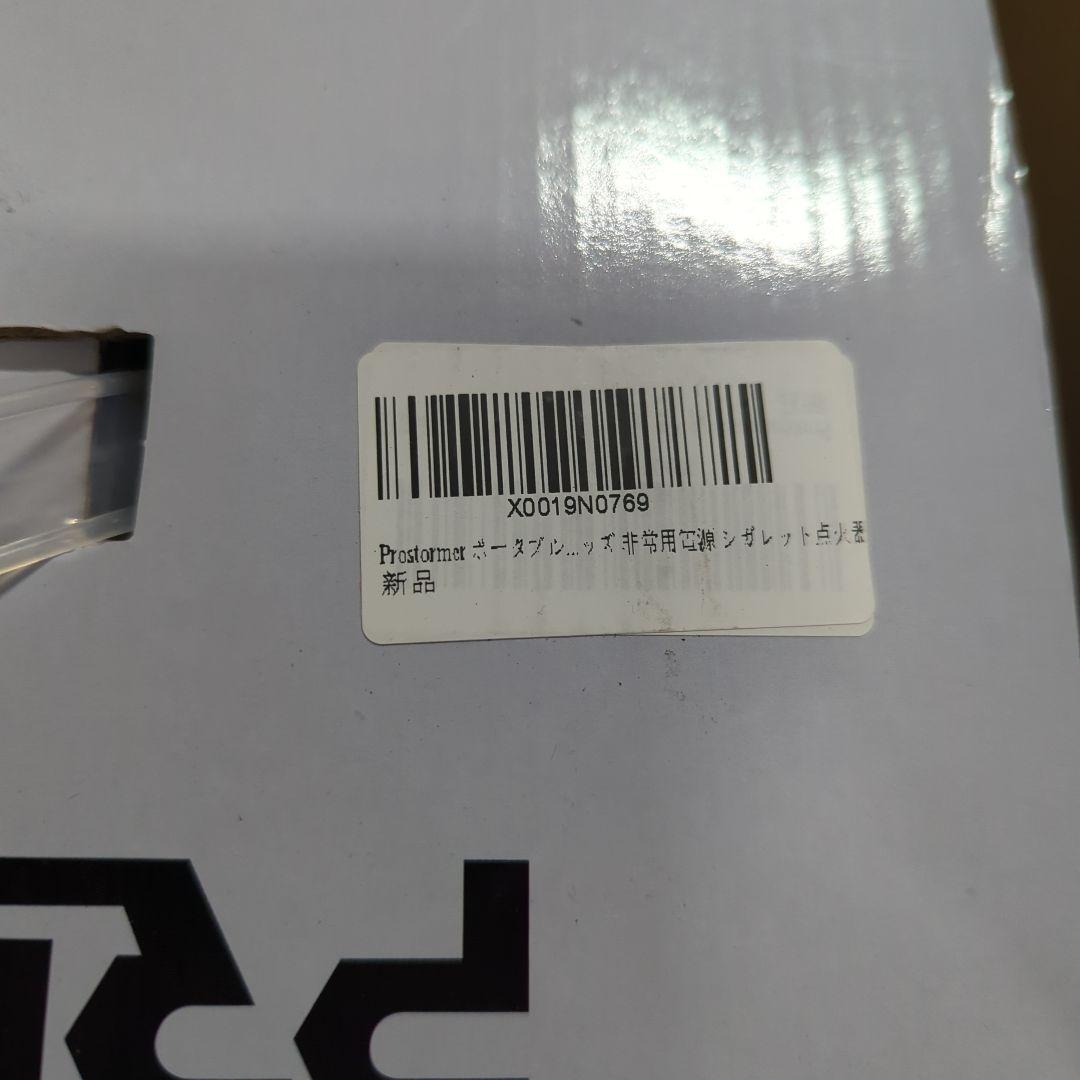 X0019N0769
Prostormer ポータブル...ッズ 非常用電源 シガレット点火器
新品